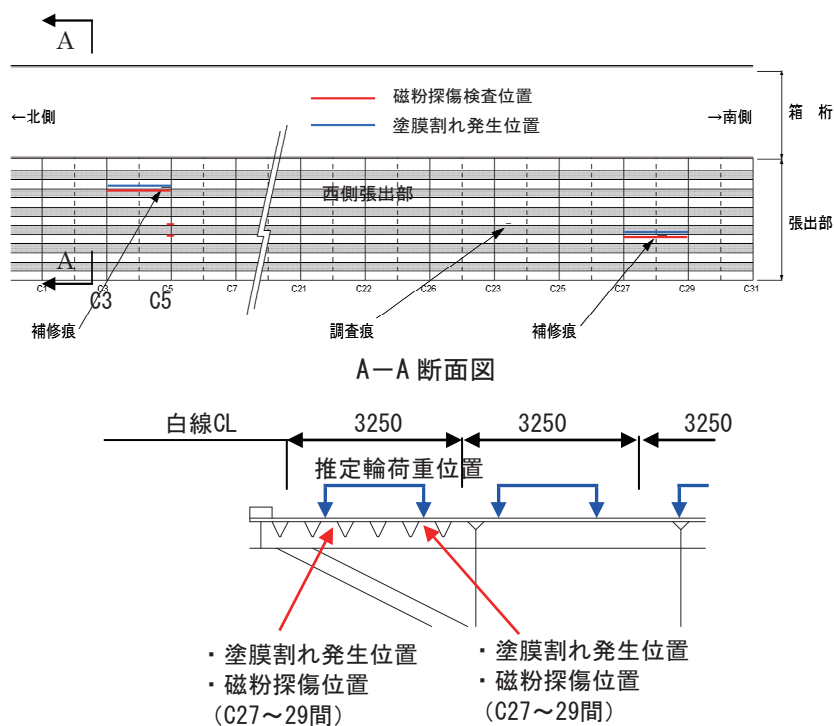 A
磁粉探傷検査位置
←北側
塗膜割れ発生位置
→南側
箱 桁
西側張出部
張出部
A
C1 C3 C5 C7 C21 C22 C26 C23 C25 C27 C29 C31
C3 C5
補修痕 調査痕 補修痕
A－A 断面図
白線CL 3250 3250 3250
推定輪荷重位置
・塗膜割れ発生位置
・磁粉探傷位置
(C27～29間)
・塗膜割れ発生位置
・磁粉探傷位置
(C27～29間)